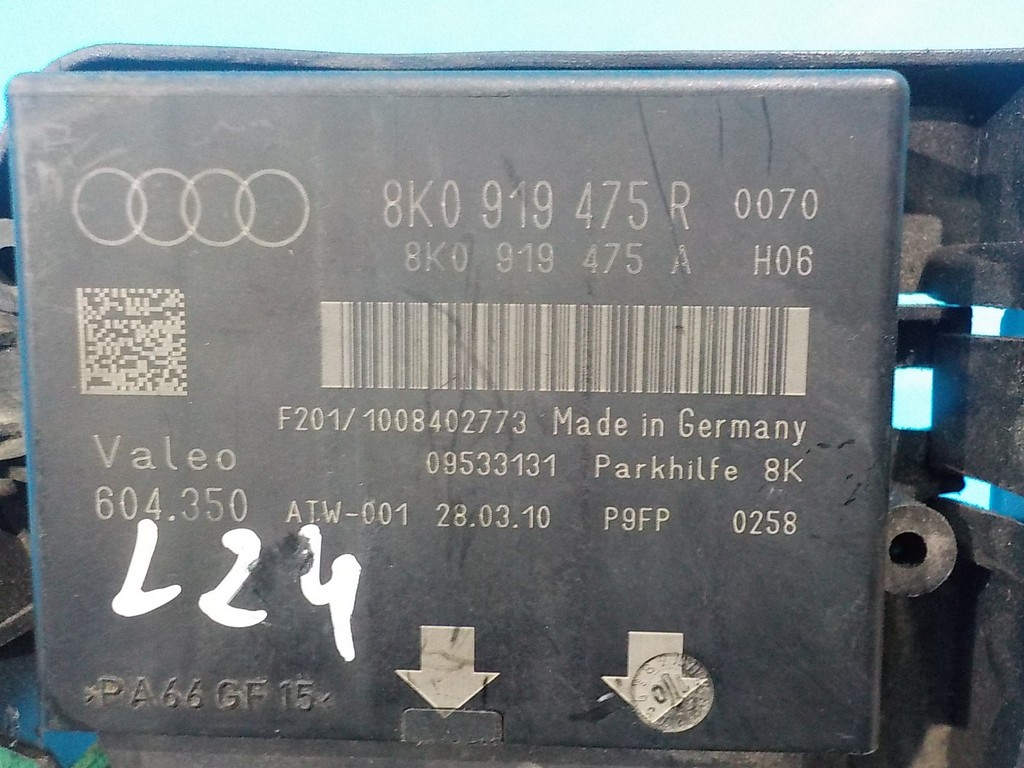 8K0 919 475 R 0070
8K0 919 475 A H06
F201/1008402773 Made in Germany
Valeo 09533131 Parkhilfe 8K
604.350 ATW-001 28.03.10 P9FP 0258
L24
>PA66 GF15<